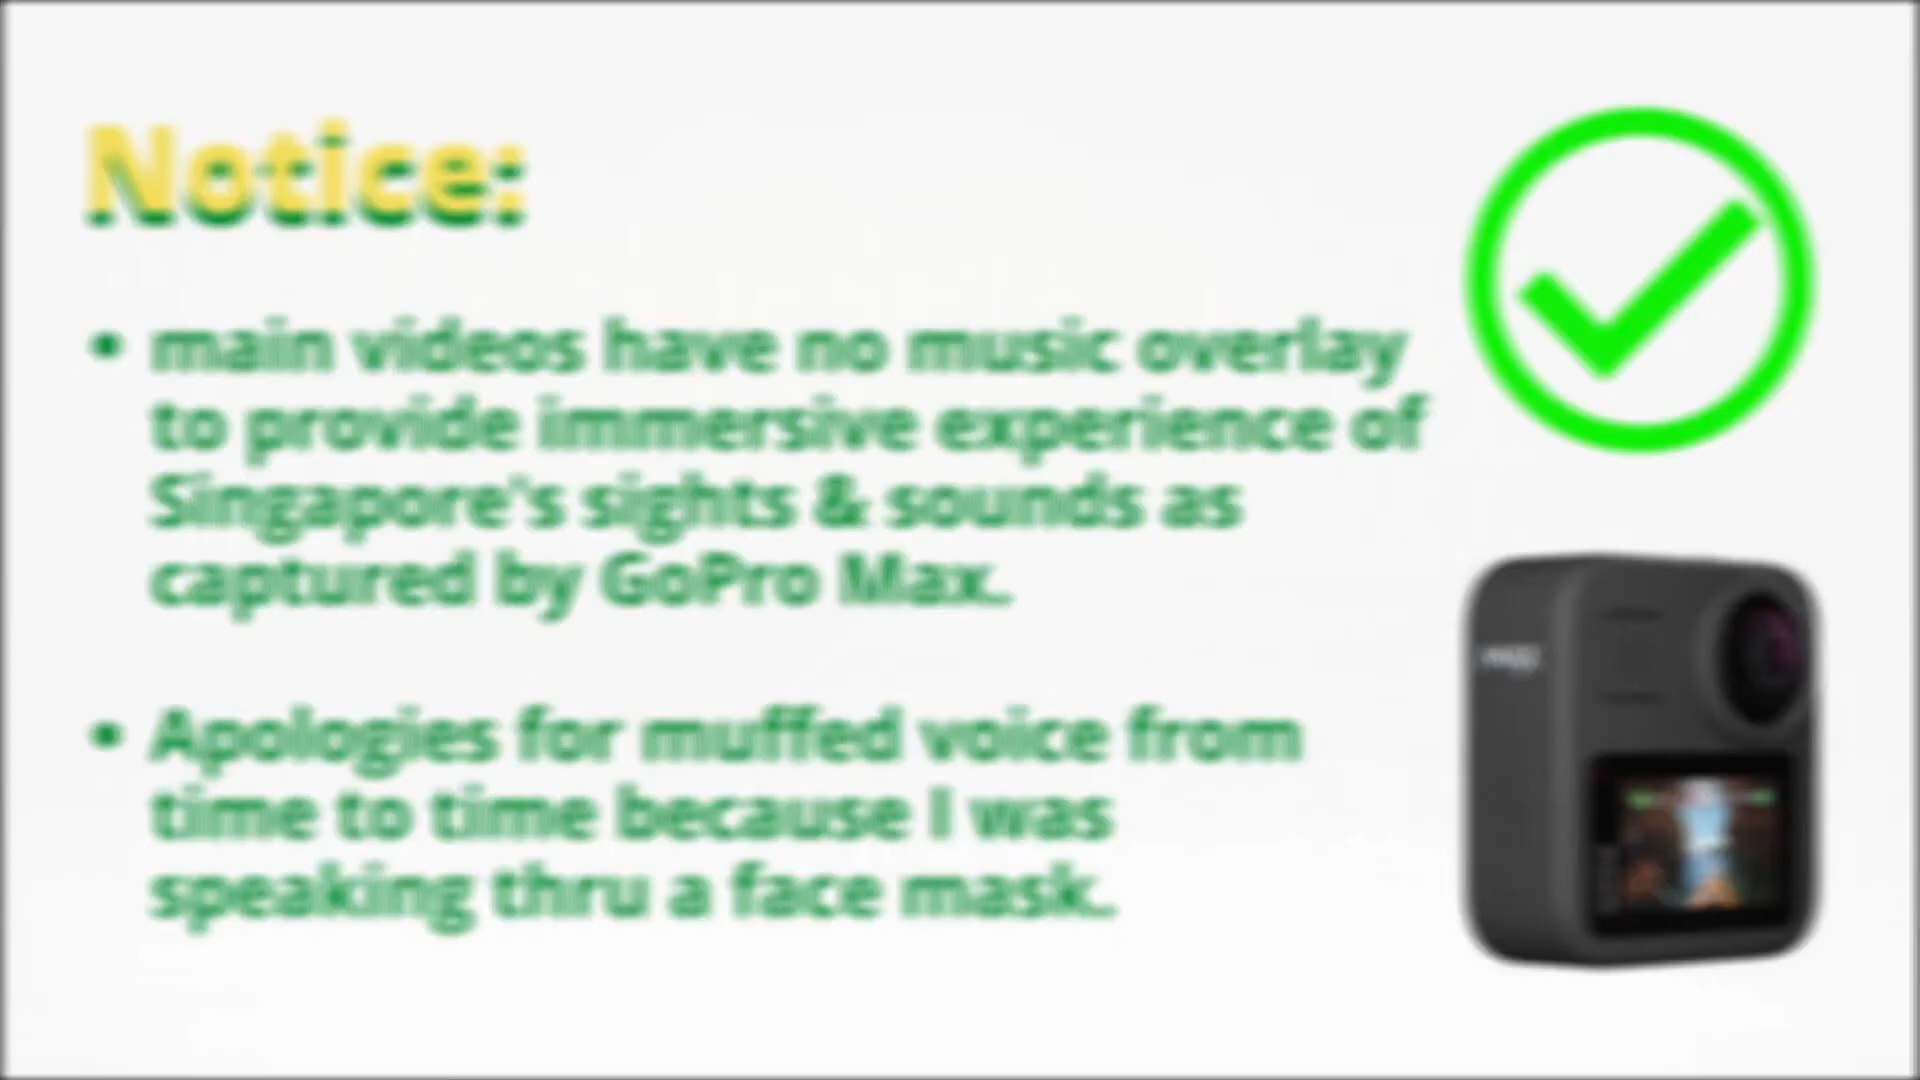 Notice:
• main videos have no music overlay
to provide immersive experience of
Singapore's sights & sounds as
captured by GoPro Max.
• Apologies for muffed voice from
time to time because I was
speaking thru a face mask.